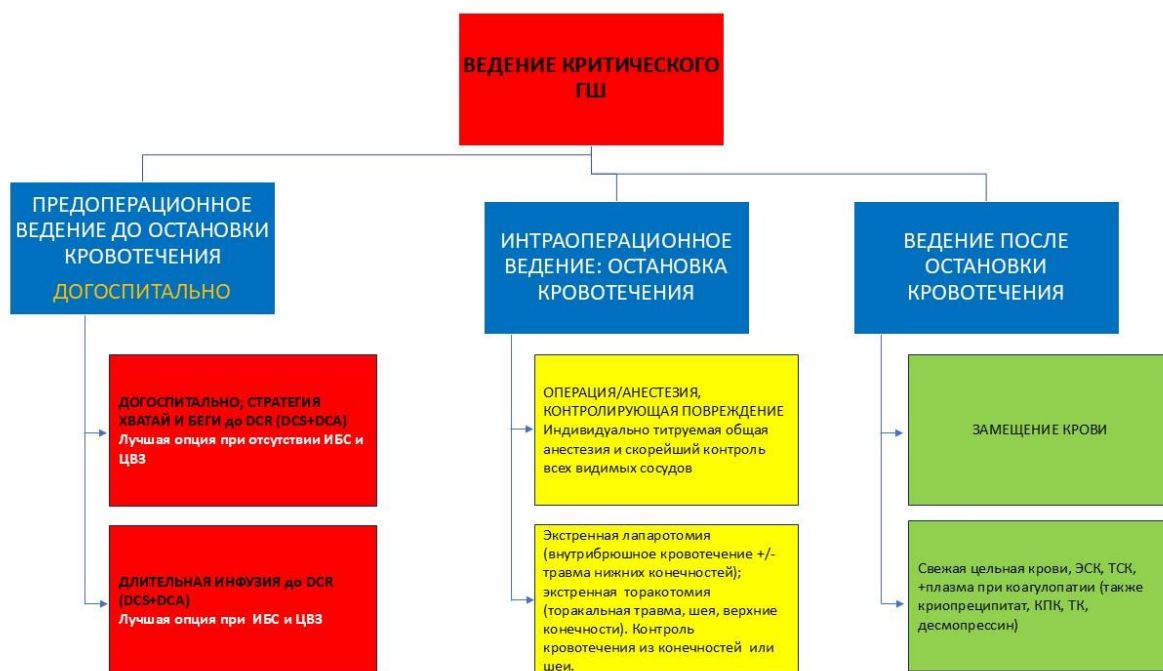 ВЕДЕНИЕ КРИТИЧЕСКОГО
ГШ
ПРЕДОПЕРАЦИОННОЕ
ВЕДЕНИЕ ДО ОСТАНОВКИ
КРОВОТЕЧЕНИЯ
ДОГОСПИТАЛЬНО
ДОГОСПИТАЛЬНО; СТРАТЕГИЯ
ХВАТАЙ И БЕГИ до DCR (DCS+DCA)
Лучшая опция при отсутствии ИБС и
ЦВЗ
ДЛИТЕЛЬНАЯ ИНФУЗИЯ до DCR
(DCS+DCA)
Лучшая опция при ИБС и ЦВЗ
ИНТРАОПЕРАЦИОННОЕ
ВЕДЕНИЕ: ОСТАНОВКА
КРОВОТЕЧЕНИЯ
ОПЕРАЦИЯ/АНЕСТЕЗИЯ,
КОНТРОЛИРУЮЩАЯ ПОВРЕЖДЕНИЕ
Индивидуально титруемая общая
анестезия и скорейший контроль
всех видимых сосудов
Экстренная лапаротомия
(внутрибрюшное кровотечение +/-
травма нижних конечностей);
экстренная торакотомия
(торакальная травма, шея, верхние
конечности). Контроль
кровотечения из конечностей или
шеи.
ВЕДЕНИЕ ПОСЛЕ
ОСТАНОВКИ
КРОВОТЕЧЕНИЯ
ЗАМЕЩЕНИЕ КРОВИ
Свежая цельная крови, ЭСК, ТСК,
+плазма при коагулопатии (также
криопреципитат, КПК, ТК,
десмопрессин)